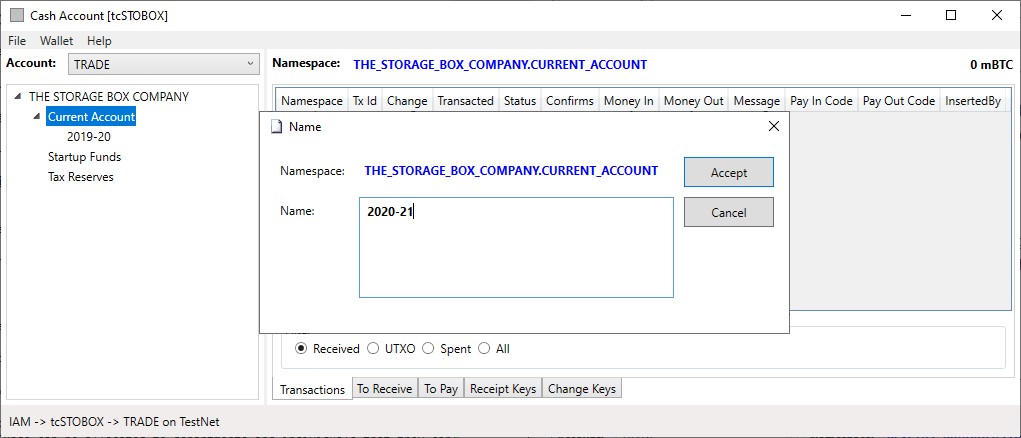 Cash Account [tcSTOBOX]
File Wallet Help
Account: TRADE
Namespace: THE_STORAGE_BOX_COMPANY.CURRENT_ACCOUNT 0 mBTC
THE STORAGE BOX COMPANY
Current Account
2019-20
Startup Funds
Tax Reserves
Namespace Tx Id Change Transacted Status Confirms Money In Money Out Message Pay In Code Pay Out Code InsertedBy
Name
Namespace: THE_STORAGE_BOX_COMPANY.CURRENT_ACCOUNT
Accept
Name: 2020-21
Cancel
Received UTXO Spent All
Transactions To Receive To Pay Receipt Keys Change Keys
IAM -> tcSTOBOX -> TRADE on TestNet